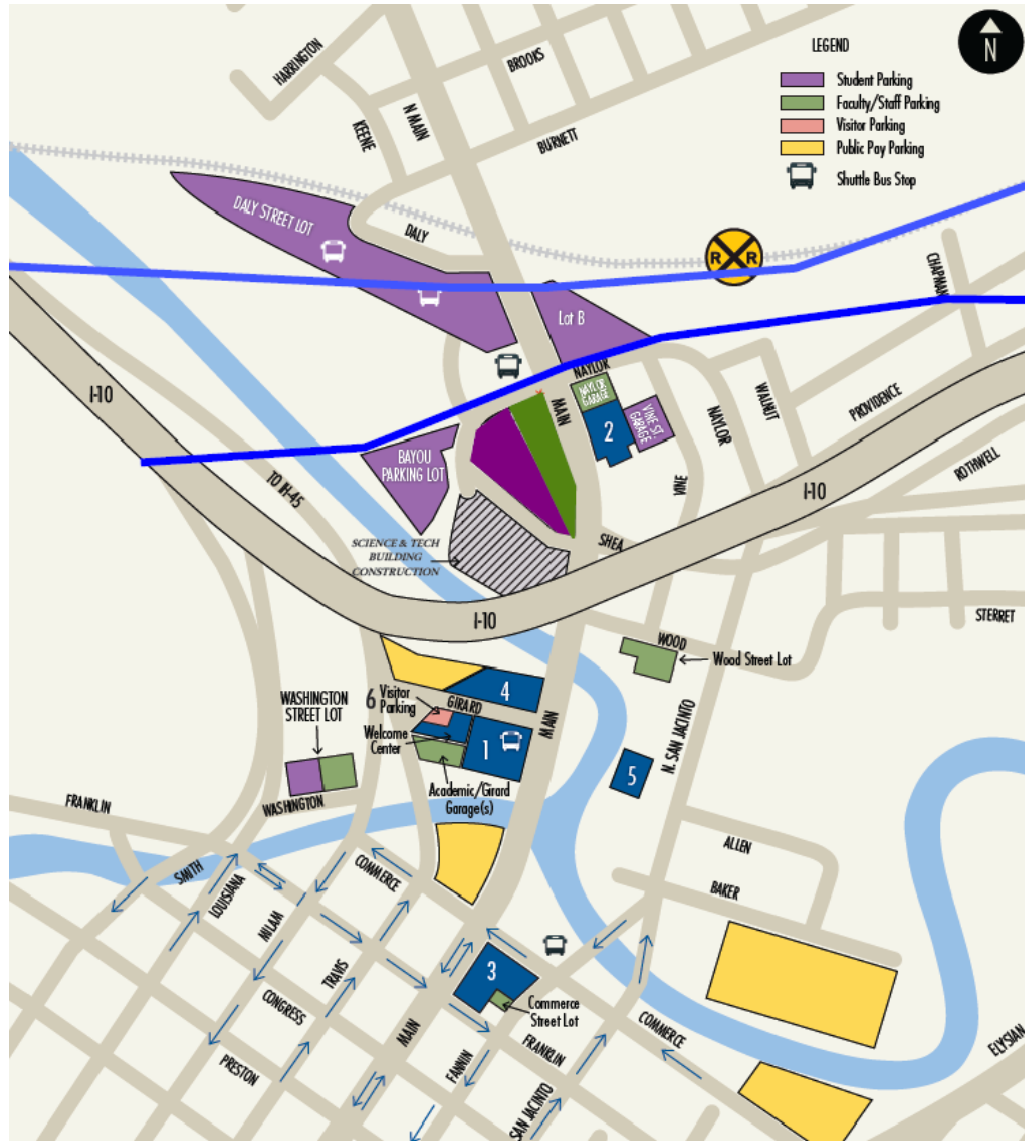 N
LEGEND
Student Parking
Faculty/Staff Parking
Visitor Parking
Public Pay Parking
Shuttle Bus Stop
HARRINGTON
BROOKS
KEENE
N MAIN
BURNETT
DALY STREET LOT
DALY
R R
CHAPMAN
Lot B
I-10
NAYLOR
NAYLOR
GARAGE
MAIN
2
VINE ST.
GARAGE
WALNUT
NAYLOR
PROVIDENCE
BAYOU
PARKING LOT
VINE
ROTHWELL
I-10
TO IH-45
SCIENCE & TECH
BUILDING
CONSTRUCTION
SHEA
I-10
STERRET
WOOD
Wood Street Lot
4
6 Visitor
Parking
GIRARD
WASHINGTON
STREET LOT
Welcome
Center
1
MAIN
N. SAN JACINTO
5
Academic/Girard
Garage(s)
FRANKLIN
WASHINGTON
ALLEN
SMITH
COMMERCE
BAKER
LOUISIANA
MILAM
TRAVIS
3
Commerce
Street Lot
CONGRESS
COMMERCE
MAIN
FRANKLIN
ELYSIAN
PRESTON
FANNIN
SAN JACINTO